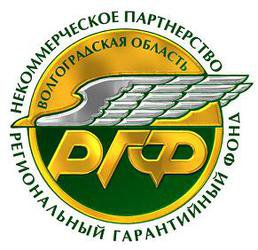 НЕКОММЕРЧЕСКОЕ ПАРТНЕРСТВО
ВОЛГОГРАДСКАЯ ОБЛАСТЬ
РГФ
РЕГИОНАЛЬНЫЙ ГАРАНТИЙНЫЙ ФОНД